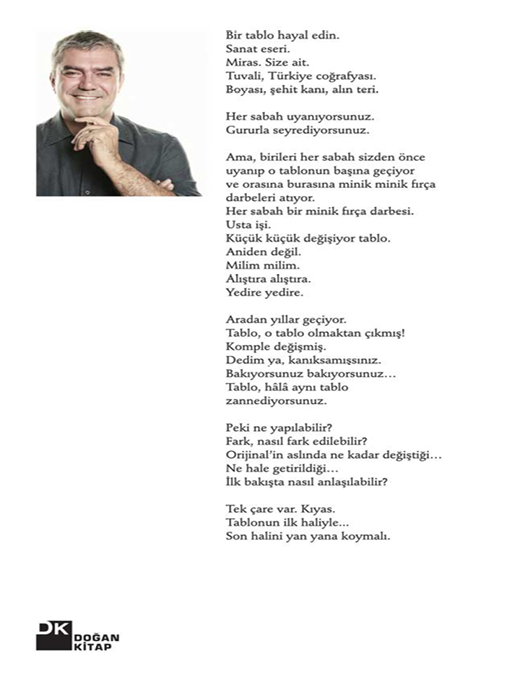 Bir tablo hayal edin.
Sanat eseri.
Miras. Size ait.
Tuvali, Türkiye coğrafyası.
Boyası, şehit kanı, alın teri.
Her sabah uyanıyorsunuz.
Gururla seyrediyorsunuz.
Ama, birileri her sabah sizden önce
uyanıp o tablonun başına geçiyor
ve orasına burasına minik minik fırça
darbeleri atıyor.
Her sabah bir minik fırça darbesi.
Usta işi.
Küçük küçük değişiyor tablo.
Aniden değil.
Milim milim.
Alıştıra alıştıra.
Yedire yedire.
Aradan yıllar geçiyor.
Tablo, o tablo olmaktan çıkmış!
Komple değişmiş.
Dedim ya, kanıksamışsınız.
Bakıyorsunuz bakıyorsunuz...
Tablo, hâlâ aynı tablo
zannediyorsunuz.
Peki ne yapılabilir?
Fark, nasıl fark edilebilir?
Orijinal'in aslında ne kadar değiştiği...
Ne hale getirildiği...
İlk bakışta nasıl anlaşılabilir?
Tek çare var. Kıyas.
Tablonun ilk haliyle...
Son halini yan yana koymalı.
DK
DOĞAN
KİTAP